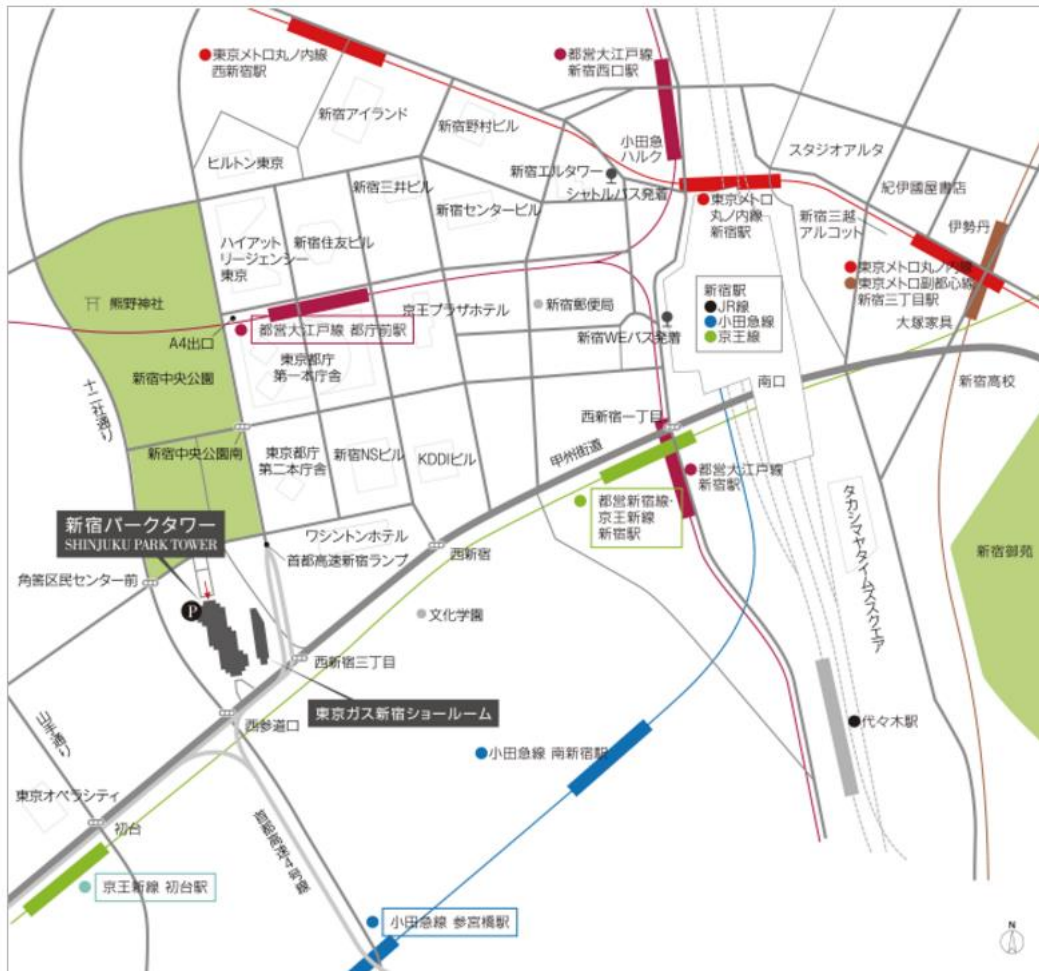 東京メトロ丸ノ内線
西新宿駅
都営大江戸線
新宿西口駅
新宿アイランド
新宿野村ビル
小田急
ハルク
スタジオアルタ
ヒルトン東京
新宿エルタワー
シャトルバス発着
新宿三井ビル
紀伊國屋書店
新宿センタービル
東京メトロ
丸ノ内線
新宿駅
新宿三越
アルコット
伊勢丹
ハイアット
リージェンシー
東京
新宿住友ビル
東京メトロ丸ノ内線
東京メトロ副都心線
新宿三丁目駅
熊野神社
京王プラザホテル
新宿郵便局
新宿駅
JR線
小田急線
京王線
大塚家具
都営大江戸線 都庁前駅
新宿WEバス発着
A4出口
東京都庁
第一本庁舎
新宿中央公園
南口
新宿高校
十二社通り
西新宿一丁目
新宿中央公園南
東京都庁
第二本庁舎
新宿NSビル
KDDIビル
甲州街道
都営大江戸線
新宿駅
都営新宿線・
京王新線
新宿駅
タカシマヤタイムズスクエア
新宿パークタワー
SHINJUKU PARK TOWER
ワシントンホテル
首都高速新宿ランプ
西新宿
新宿御苑
角筈区民センター前
P
文化学園
西新宿三丁目
東京ガス新宿ショールーム
西参道口
代々木駅
山手通り
小田急線 南新宿駅
東京オペラシティ
初台
首都高速4号線
京王新線 初台駅
小田急線 参宮橋駅
N